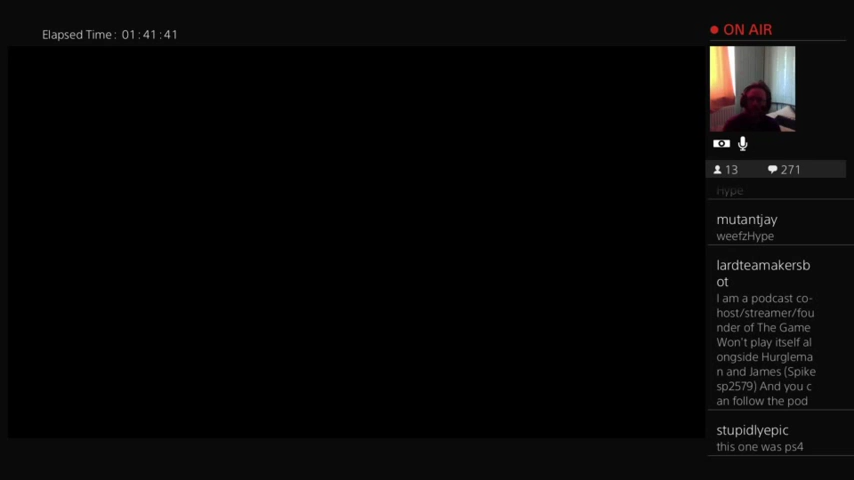 Elapsed Time: 01:41:41
ON AIR
13 271
Hype
mutantjay
weefzHype
lardteamakersb
ot
I am a podcast co-
host/streamer/fou
nder of The Game
Won't play itself al
ongside Hurglema
n and James (Spike
sp2579) And you c
an follow the pod
stupidlyepic
this one was ps4